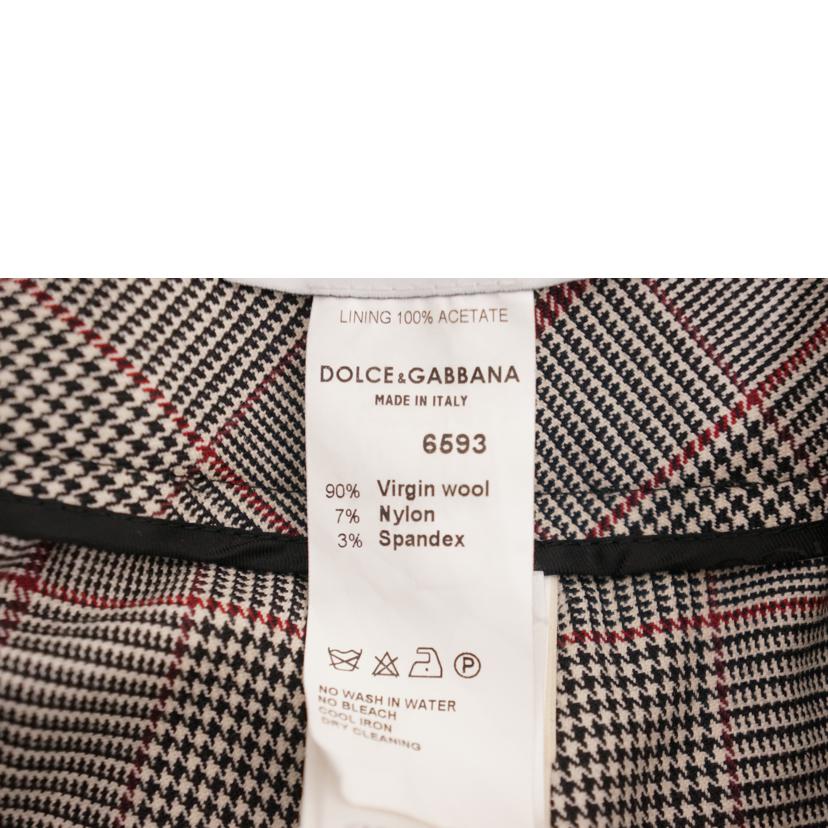 LINING 100% ACETATE
DOLCE&GABBANA
MADE IN ITALY
6593
90% Virgin wool
7% Nylon
3% Spandex
P
NO WASH IN WATER
NO BLEACH
COOL IRON
DRY CLEANING